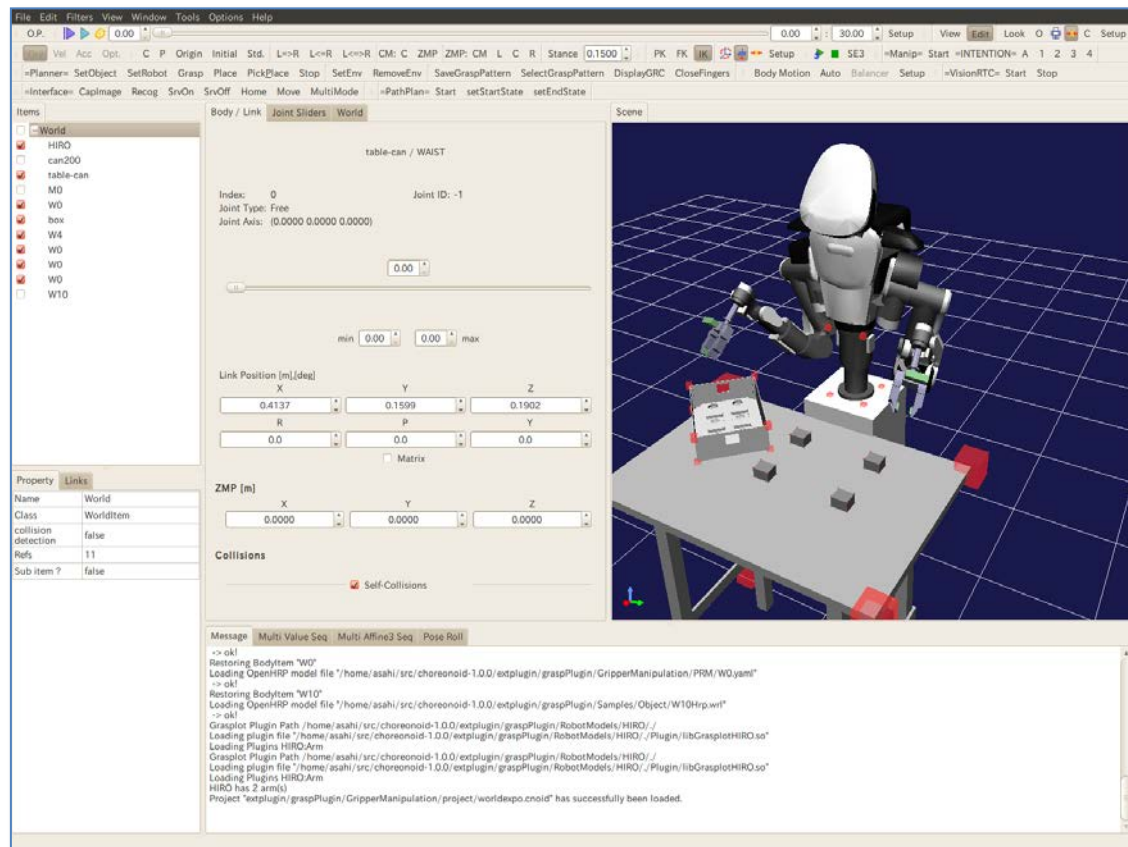 File Edit Filters View Window Tools Options Help
O.P. 0.00 0.00 : 30.00 Setup View Edit Look O C Setup
Vel Acc Opt. C P Origin Initial Std. L=>R L<=R L<=>R CM: C ZMP ZMP: CM L C R Stance 0.1500 PK FK IK Setup SE3 =Manip= Start =INTENTION= A 1 2 3 4
=Planner= SetObject SetRobot Grasp Place PickPlace Stop SetEnv RemoveEnv SaveGraspPattern SelectGraspPattern DisplayGRC CloseFingers Body Motion Auto Balancer Setup =VisionRTC= Start Stop
=Interface= CapImage Recog SrvOn SrvOff Home Move MultiMode =PathPlan= Start setStartState setEndState
Items
World
HIRO
can200
table-can
M0
W0
box
W4
W0
W0
W0
W10
Property Links
Name World
Class WorldItem
collision detection false
Refs 11
Sub item ? false
Body / Link Joint Sliders World
table-can / WAIST
Index: 0 Joint ID: -1
Joint Type: Free
Joint Axis: (0.0000 0.0000 0.0000)
0.00
min 0.00 0.00 max
Link Position [m],[deg]
X Y Z
0.4137 0.1599 0.1902
R P Y
0.0 0.0 0.0
Matrix
ZMP [m]
X Y Z
0.0000 0.0000 0.0000
Collisions
Self-Collisions
Scene
Message Multi Value Seq Multi Affine3 Seq Pose Roll
-> ok!
Restoring BodyItem "W0"
Loading OpenHRP model file "/home/asahi/src/choreonoid-1.0.0/extplugin/graspPlugin/GripperManipulation/PRM/W0.yaml"
-> ok!
Restoring BodyItem "W10"
Loading OpenHRP model file "/home/asahi/src/choreonoid-1.0.0/extplugin/graspPlugin/Samples/Object/W10Hrp.wrl"
-> ok!
Grasplot Plugin Path /home/asahi/src/choreonoid-1.0.0/extplugin/graspPlugin/RobotModels/HIRO/./
Loading plugin file "/home/asahi/src/choreonoid-1.0.0/extplugin/graspPlugin/RobotModels/HIRO/./Plugin/libGrasplotHIRO.so"
Loading Plugins HIRO:Arm
Grasplot Plugin Path /home/asahi/src/choreonoid-1.0.0/extplugin/graspPlugin/RobotModels/HIRO/./
Loading plugin file "/home/asahi/src/choreonoid-1.0.0/extplugin/graspPlugin/RobotModels/HIRO/./Plugin/libGrasplotHIRO.so"
Loading Plugins HIRO:Arm
HIRO has 2 arm(s)
Project "extplugin/graspPlugin/GripperManipulation/project/worldexpo.cnoid" has successfully been loaded.